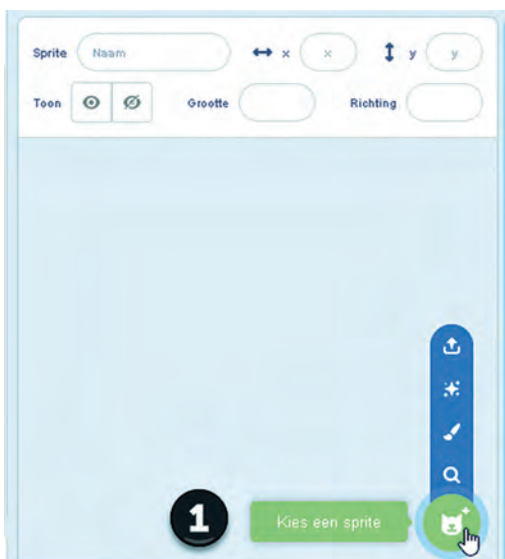 Sprite Naam x x y y
Toon Grootte Richting
1 Kies een sprite